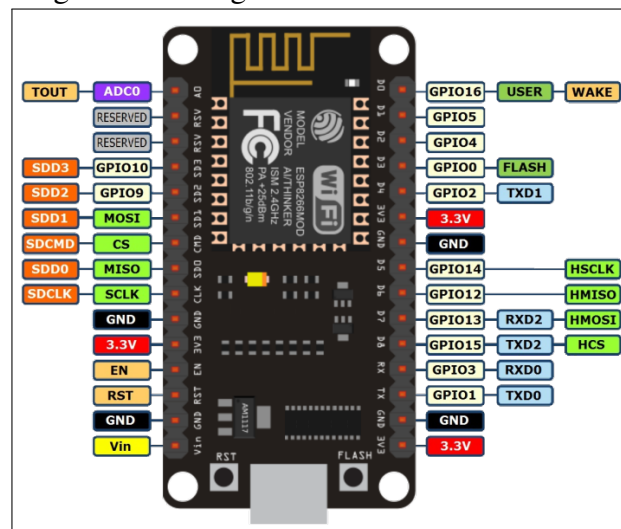 TOUT ADC0 A0 D0 GPIO16 USER WAKE
RESERVED RSV D1 GPIO5
RESERVED RSV D2 GPIO4
SDD3 GPIO10 SD3 D3 GPIO0 FLASH
SDD2 GPIO9 SD2 D4 GPIO2 TXD1
SDD1 MOSI SD1 3V3 3.3V
SDCMD CS CMD GND GND
SDD0 MISO SD0 D5 GPIO14 HSCLK
SDCLK SCLK CLK D6 GPIO12 HMISO
GND GND D7 GPIO13 RXD2 HMOSI
3.3V 3V3 D8 GPIO15 TXD2 HCS
EN EN RX GPIO3 RXD0
RST RST TX GPIO1 TXD0
GND GND GND GND
Vin Vin 3V3 3.3V
MODEL ESP8266MOD
VENDOR AI/THINKER
ISM 2.4GHz
PA +25dBm
802.11b/g/n
FC
Wi Fi
AM1117
RST FLASH